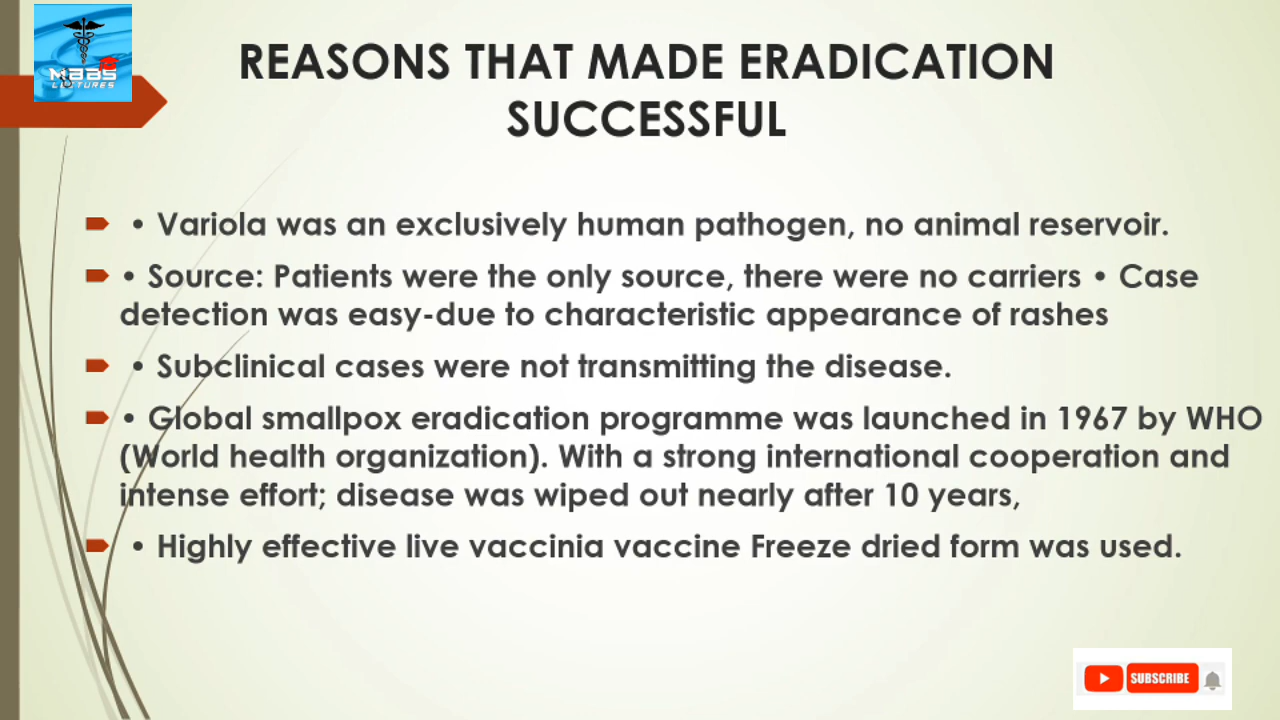 MaaS
LECTURES
REASONS THAT MADE ERADICATION
SUCCESSFUL
• Variola was an exclusively human pathogen, no animal reservoir.
• Source: Patients were the only source, there were no carriers • Case
detection was easy-due to characteristic appearance of rashes
• Subclinical cases were not transmitting the disease.
• Global smallpox eradication programme was launched in 1967 by WHO
(World health organization). With a strong international cooperation and
intense effort; disease was wiped out nearly after 10 years,
• Highly effective live vaccinia vaccine Freeze dried form was used.
SUBSCRIBE